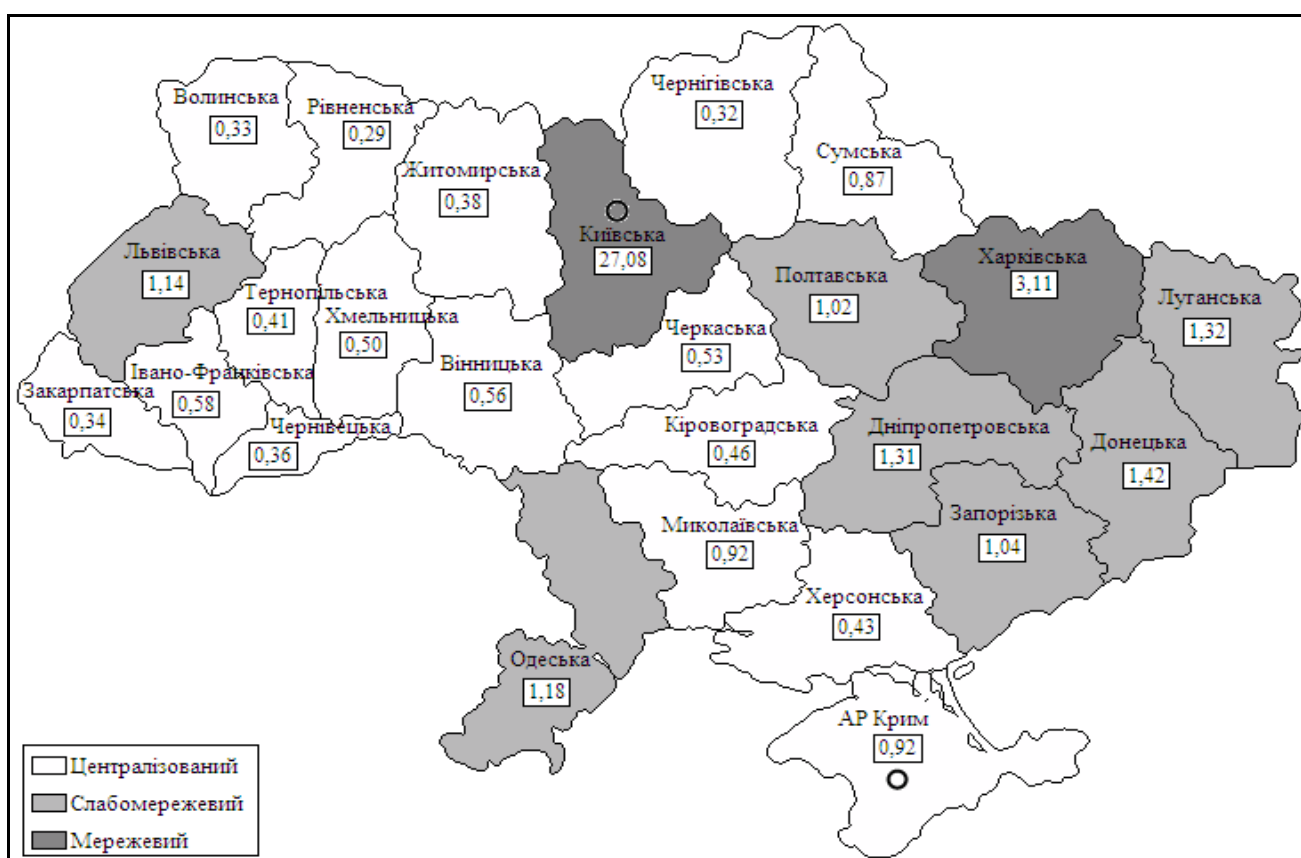 Волинська
0,33
Рівненська
0,29
Чернігівська
0,32
Сумська
0,87
Житомирська
0,38
Київська
27,08
Львівська
1,14
Тернопільська
0,41
Хмельницька
0,50
Полтавська
1,02
Харківська
3,11
Луганська
1,32
Черкаська
0,53
Вінницька
0,56
Івано-Франківська
0,58
Закарпатська
0,34
Чернівецька
0,36
Кіровоградська
0,46
Дніпропетровська
1,31
Донецька
1,42
Миколаївська
0,92
Запорізька
1,04
Херсонська
0,43
Одеська
1,18
АР Крим
0,92
Централізований
Слабомережевий
Мережевий